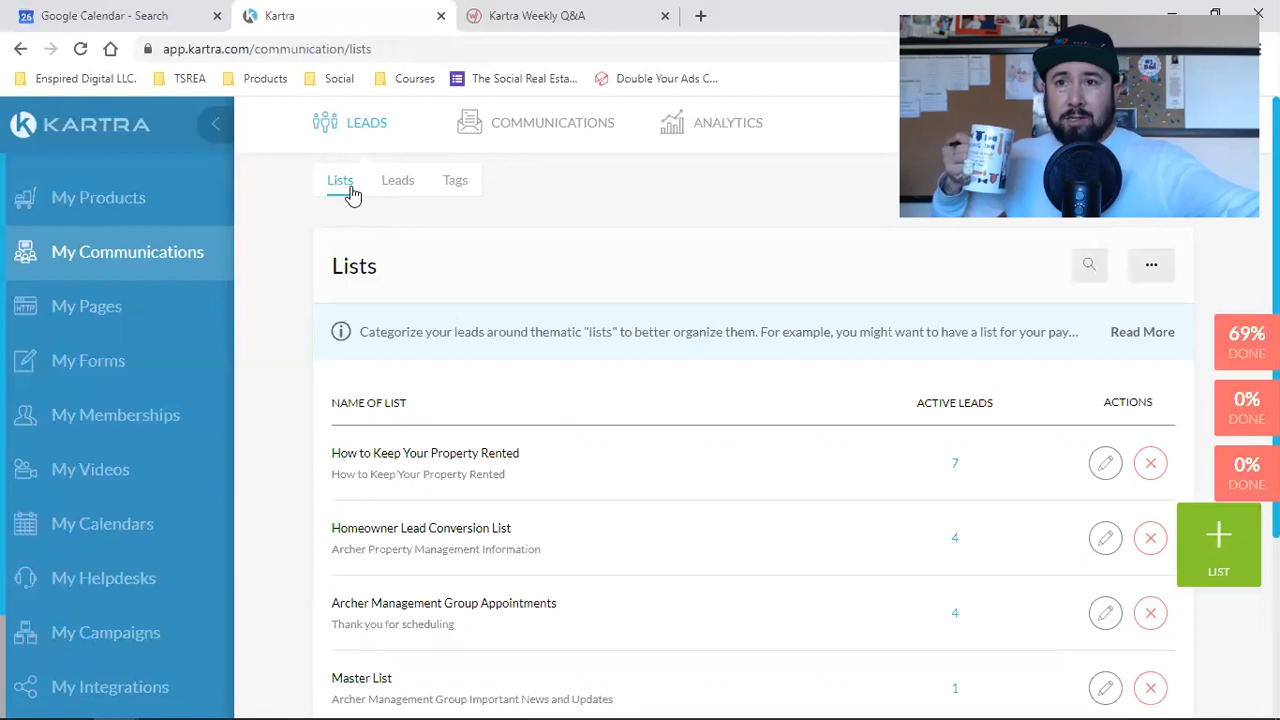 Google Calendar - Search
Kartra
Kartra Weekly Q&A
app.kartra.com/communication/lists
Enspired Digital LLC.
TSREA
Products
Social
Courses
The Social Real Esta...
Double Your Ads C...
KARTRA
LEADS
COMMUNICATIONS
ANALYTICS
Lists
Leads
Tags
My Products
My Communications
My Pages
My Forms
My Memberships
My Videos
My Calendars
My Helpdesks
My Campaigns
My Integrations
Lists
Categorize your leads around thematic "lists" to better organize them. For example, you might want to have a list for your pay...
Read More
NAME OF LIST
ACTIVE LEADS
ACTIONS
How to Keep Your Property Rented
How to Keep Your Property Rented
7
Homeowner Lead Conversion List
Archer Property Management Information
4
Archer Management Group Appointments
Thank you for scheduling
4
Master List
Archer Management Group Important News and Updates
1
69%
DONE
0%
DONE
0%
DONE
LIST